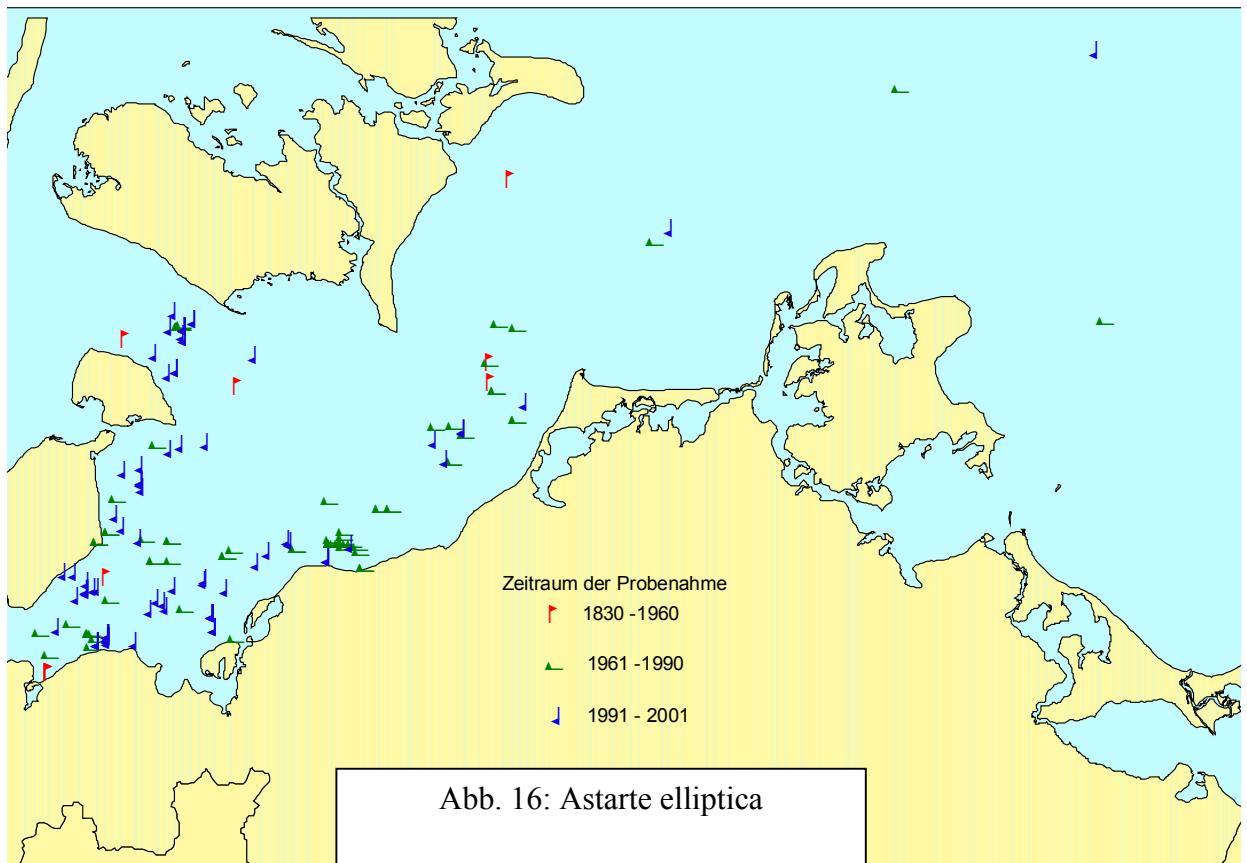 Zeitraum der Probenahme
1830 -1960
1961 -1990
1991 - 2001
Abb. 16: Astarte elliptica